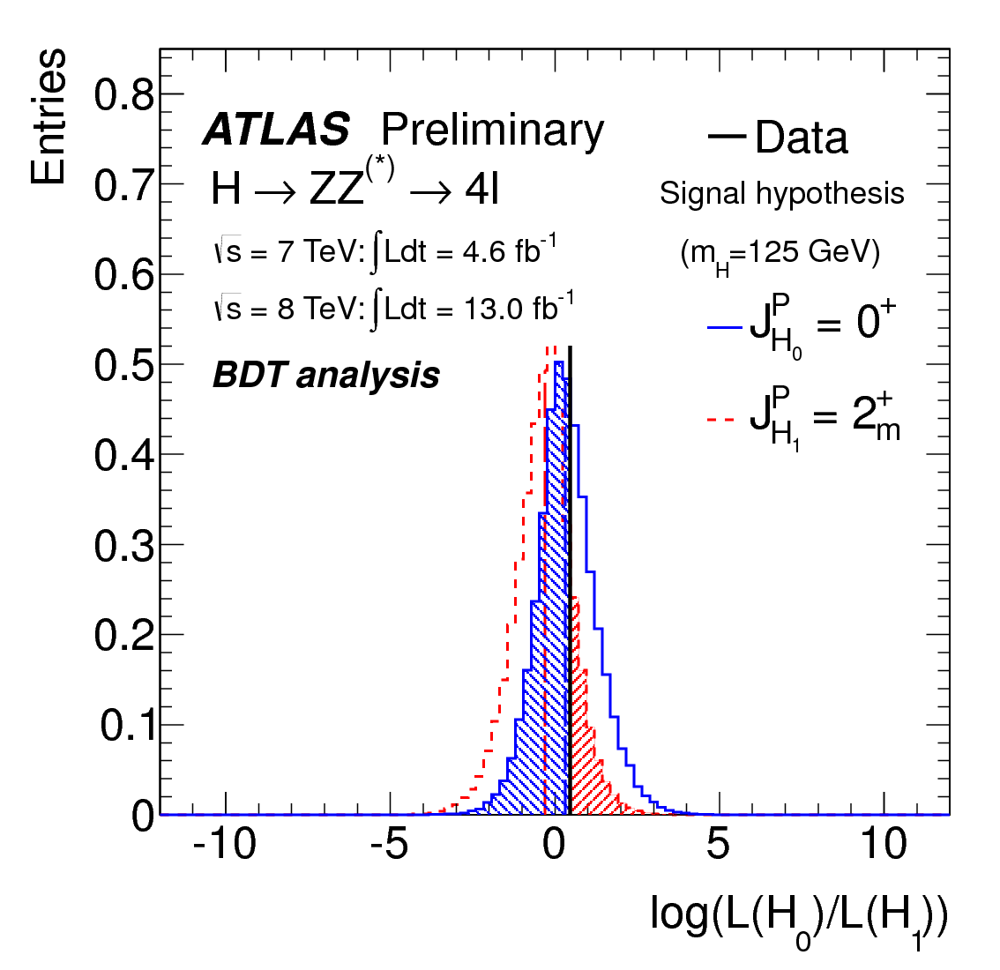 Entries
0.8
0.7
0.6
0.5
0.4
0.3
0.2
0.1
0
ATLAS Preliminary
H → ZZ(*) → 4l
√s = 7 TeV: ∫Ldt = 4.6 fb-1
√s = 8 TeV: ∫Ldt = 13.0 fb-1
BDT analysis
Data
Signal hypothesis
(mH=125 GeV)
J^P_H0 = 0+
J^P_H1 = 2+m
-10 -5 0 5 10
log(L(H0)/L(H1))